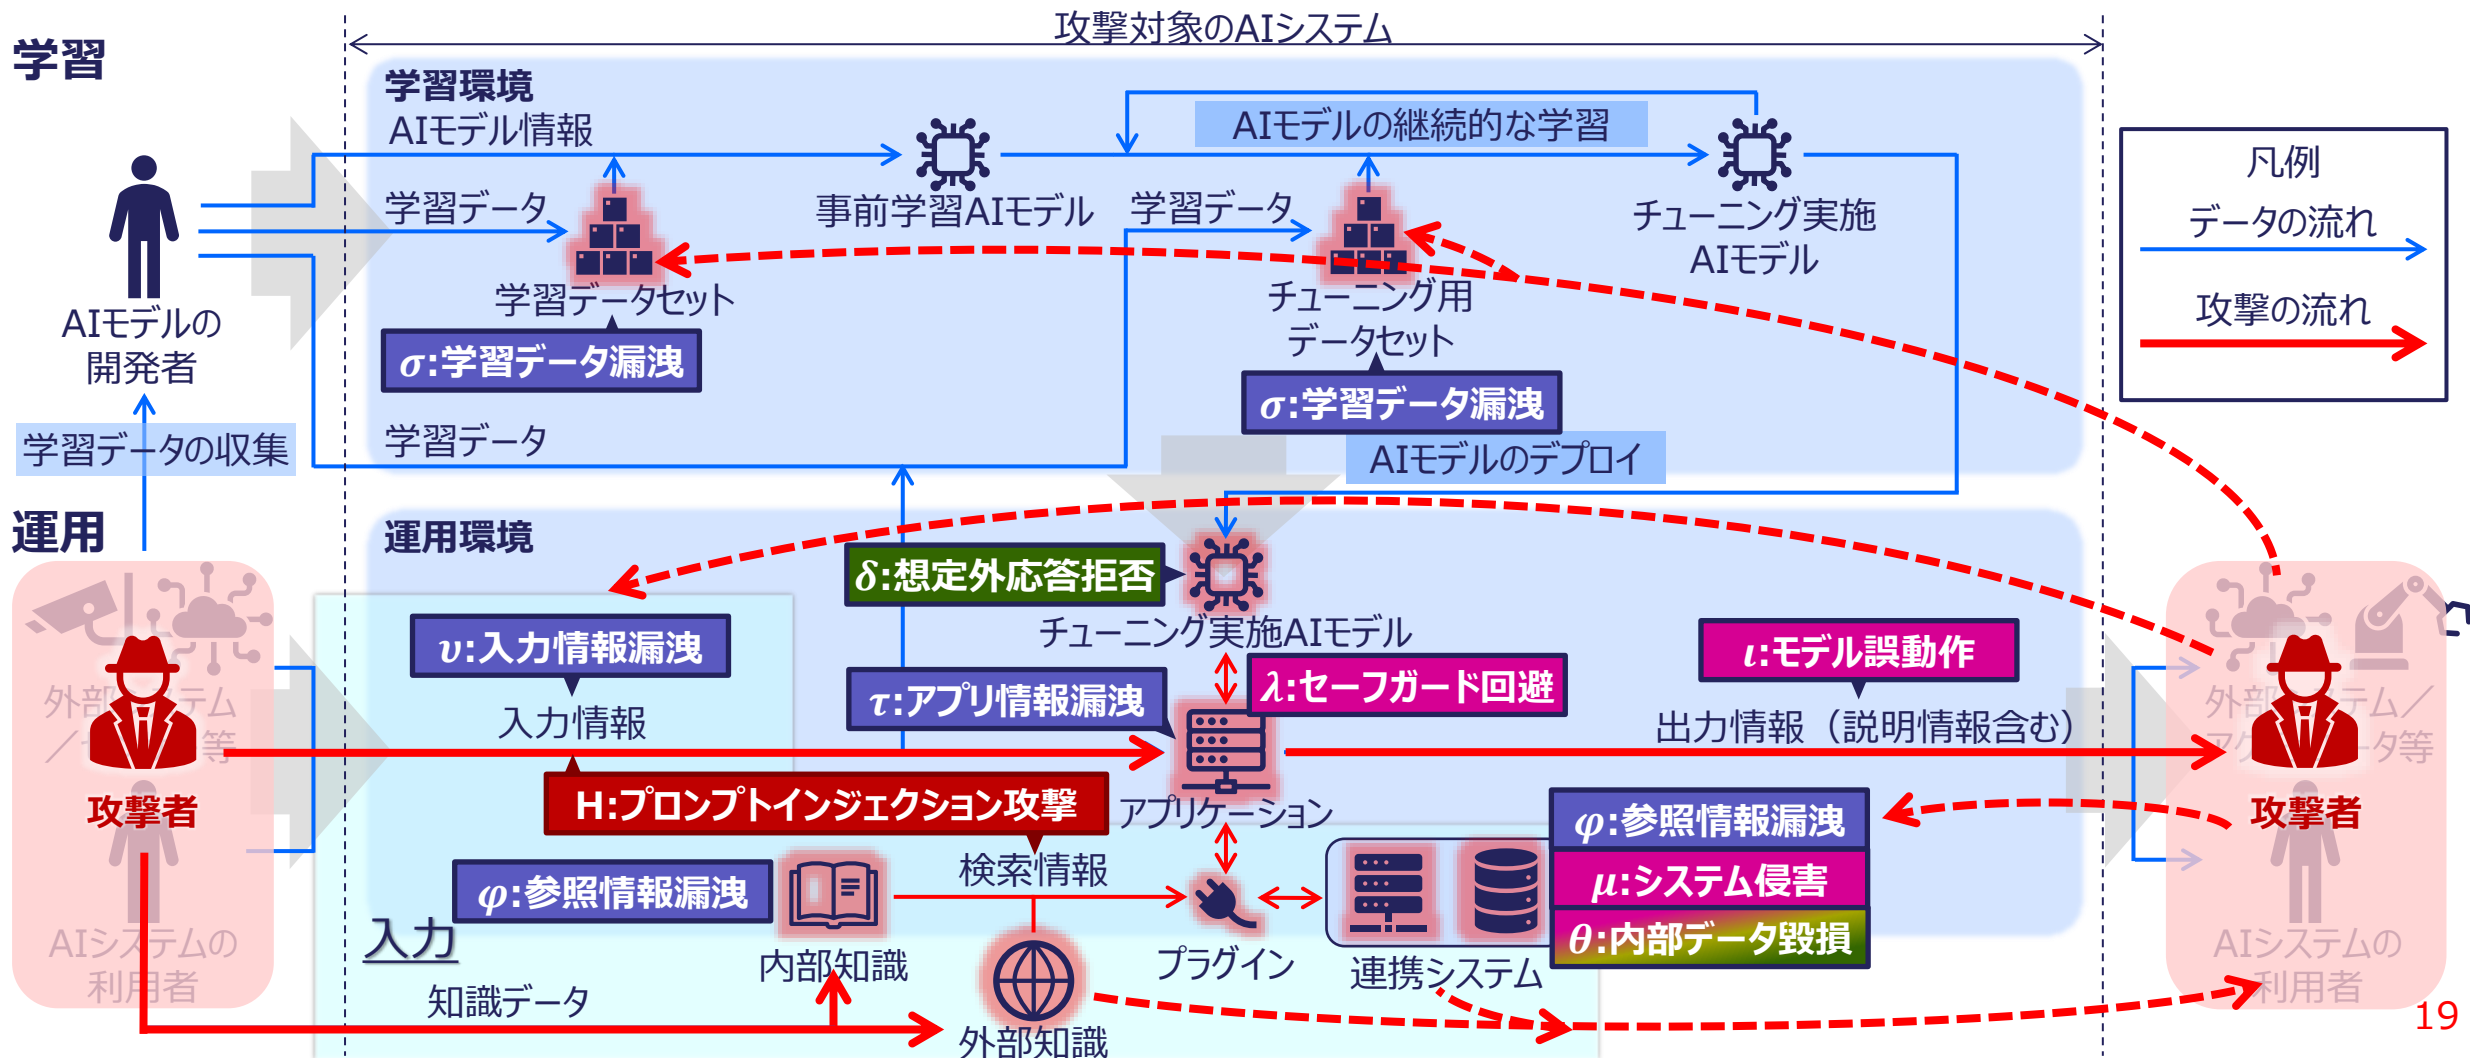 攻撃対象のAIシステム
学習
学習環境
AIモデル情報
AIモデルの継続的な学習
凡例
データの流れ
攻撃の流れ
学習データ
事前学習AIモデル
学習データ
チューニング実施
AIモデル
学習データセット
チューニング用
データセット
AIモデルの
開発者
σ:学習データ漏洩
σ:学習データ漏洩
学習データの収集
学習データ
AIモデルのデプロイ
運用
運用環境
δ:想定外応答拒否
チューニング実施AIモデル
υ:入力情報漏洩
τ:アプリ情報漏洩
λ:セーフガード回避
ι:モデル誤動作
入力情報
出力情報（説明情報含む）
攻撃者
H:プロンプトインジェクション攻撃
アプリケーション
攻撃者
φ:参照情報漏洩
検索情報
φ:参照情報漏洩
μ:システム侵害
θ:内部データ毀損
入力
内部知識
プラグイン
連携システム
AIシステムの
利用者
AIシステムの
利用者
知識データ
外部知識
19